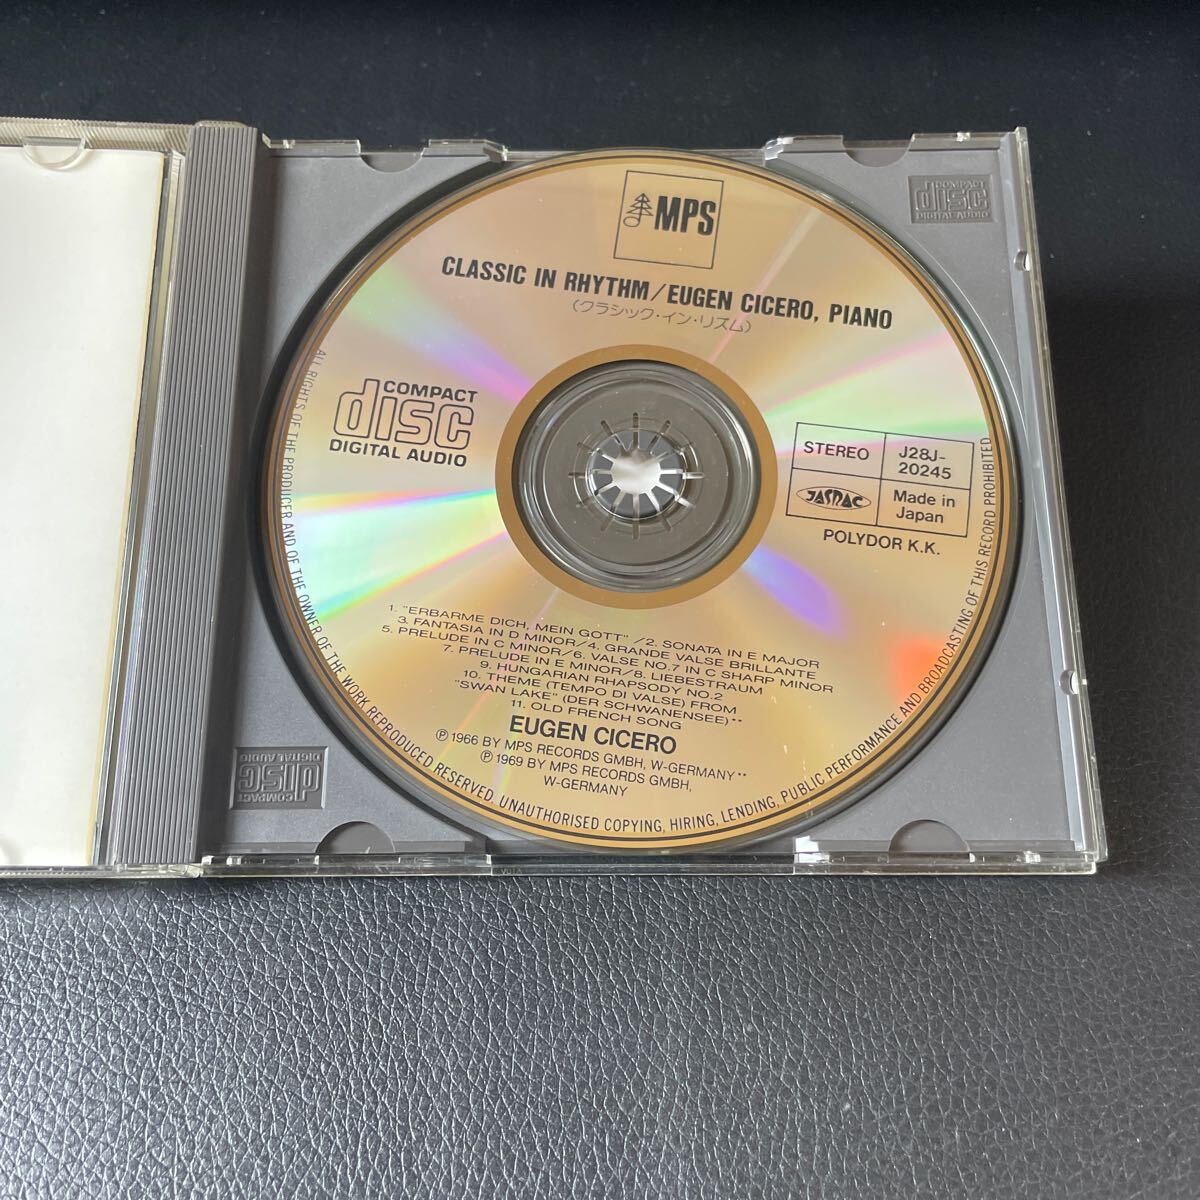 MPS
CLASSIC IN RHYTHM/EUGEN CICERO, PIANO
(クラシック・イン・リズム)
COMPACT
disc
DIGITAL AUDIO
STEREO
J28J-
20245
JASRAC
Made in
Japan
POLYDOR K.K.
1. "ERBARME DICH, MEIN GOTT" /2. SONATA IN E MAJOR
3. FANTASIA IN D MINOR/4. GRANDE VALSE BRILLANTE
5. PRELUDE IN C MINOR/6. VALSE NO.7 IN C SHARP MINOR
7. PRELUDE IN E MINOR/8. LIEBESTRAUM
9. HUNGARIAN RHAPSODY NO.2
10. THEME (TEMPO DI VALSE) FROM
"SWAN LAKE" (DER SCHWANENSEE)**
11. OLD FRENCH SONG
EUGEN CICERO
℗ 1966 BY MPS RECORDS GMBH, W-GERMANY**
℗ 1969 BY MPS RECORDS GMBH,
W-GERMANY
ALL RIGHTS OF THE PRODUCER AND OF THE OWNER OF THE WORK REPRODUCED RESERVED. UNAUTHORISED COPYING, HIRING, LENDING, PUBLIC PERFORMANCE AND BROADCASTING OF THIS RECORD PROHIBITED
COMPACT
disc
DIGITAL AUDIO
COMPACT
disc
DIGITAL AUDIO